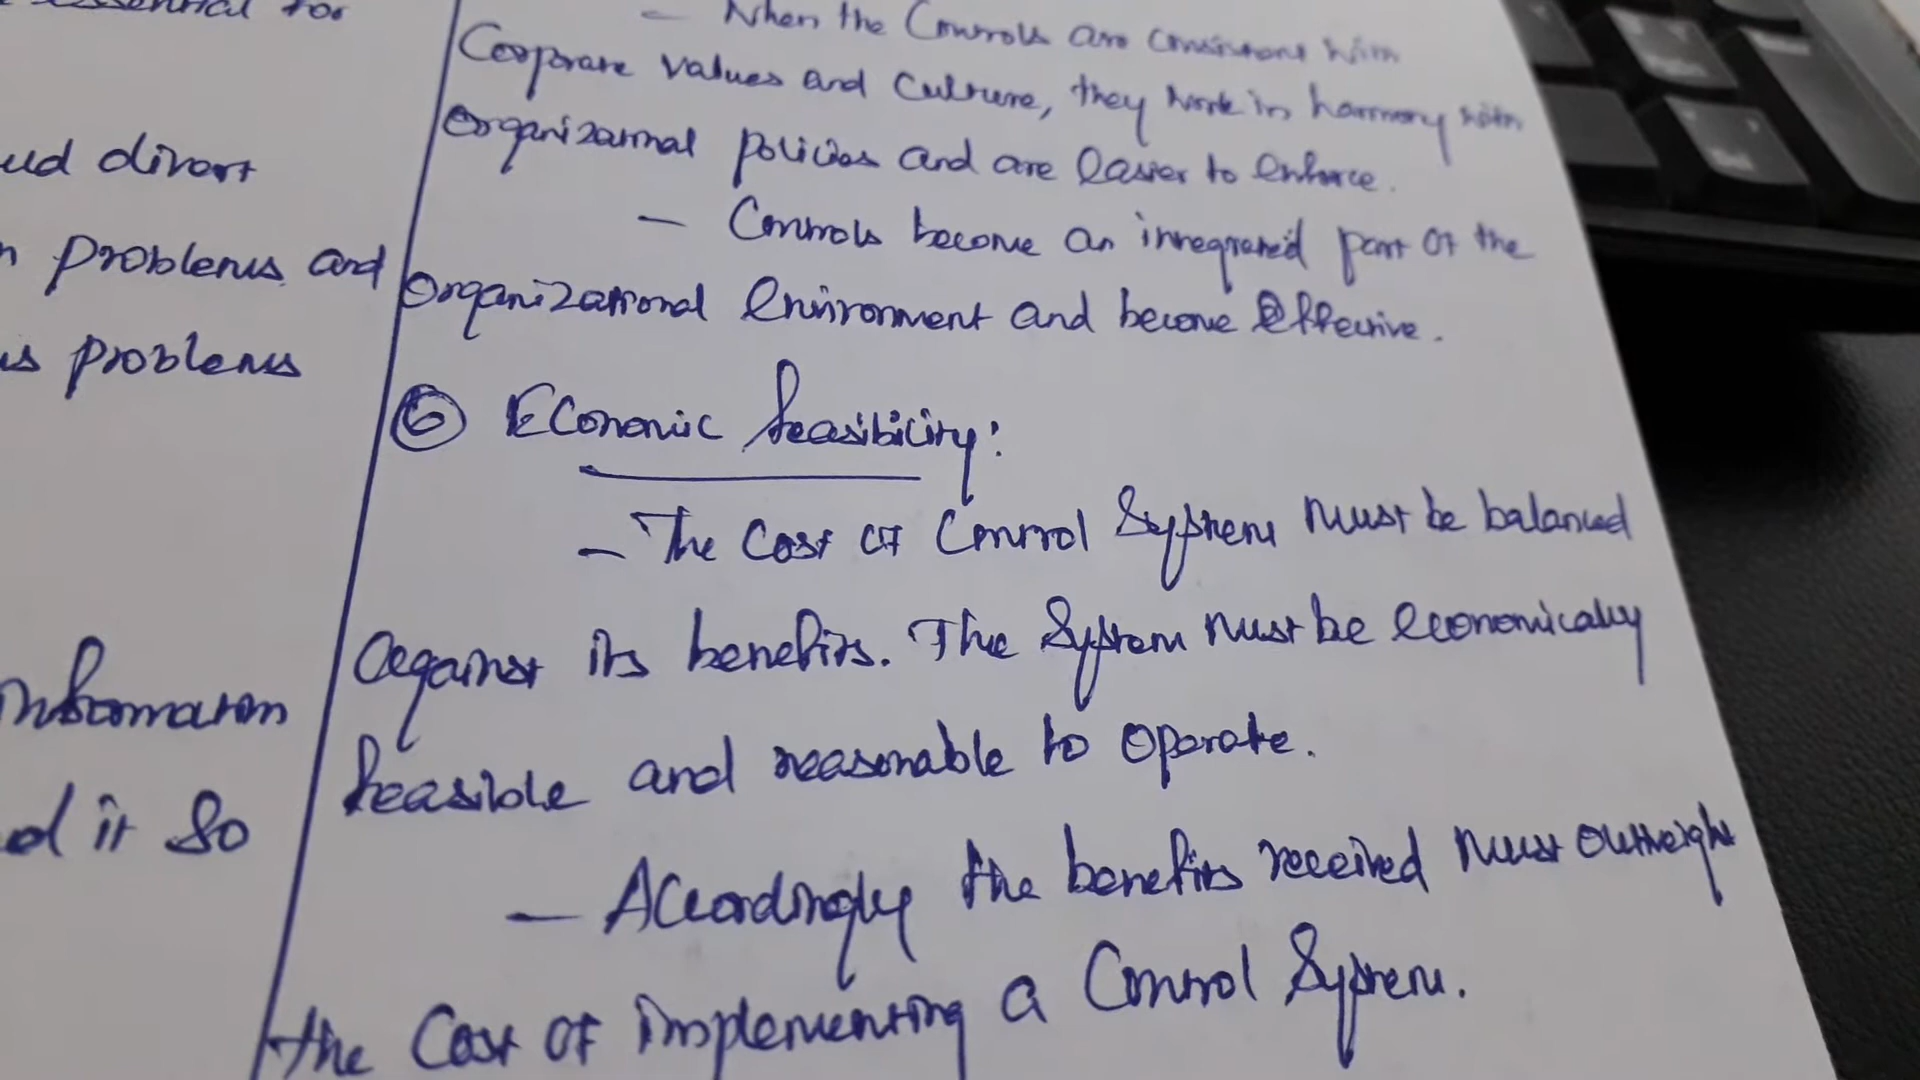 essential for
ud divert
n problems and
is problems
Information
d it so
- When the Controls are consistent with
Corporate values and Culture, they work in harmony with
Organizational policies and are easier to enforce.
- Controls become an integrated part of the
Organizational Environment and become Effective.
⑥ Economic feasibility:
- The Cost of Control System must be balanced
against its benefits. The System must be economically
feasible and reasonable to operate.
- Accordingly the benefits received must outweigh
the Cost of implementing a Control System.